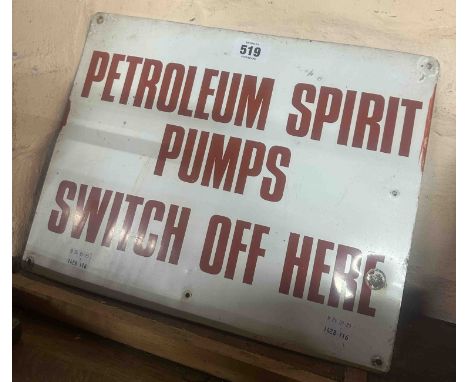 519
PETROLEUM SPIRIT
PUMPS
SWITCH OFF HERE